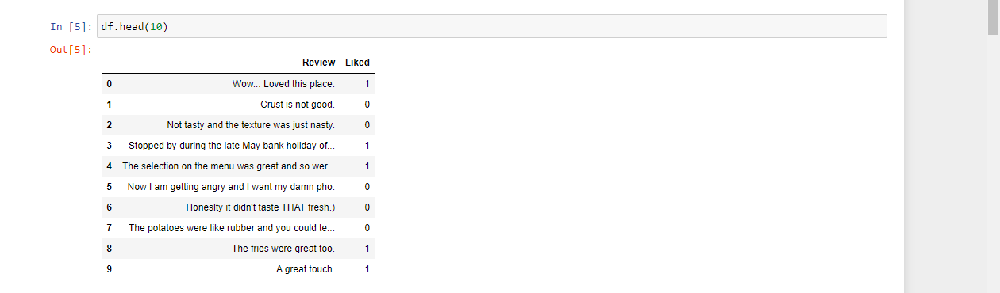 In [5]: df.head(10)
Out[5]:
Review Liked
0 Wow... Loved this place. 1
1 Crust is not good. 0
2 Not tasty and the texture was just nasty. 0
3 Stopped by during the late May bank holiday of... 1
4 The selection on the menu was great and so wer... 1
5 Now I am getting angry and I want my damn pho. 0
6 Honeslty it didn't taste THAT fresh.) 0
7 The potatoes were like rubber and you could te... 0
8 The fries were great too. 1
9 A great touch. 1